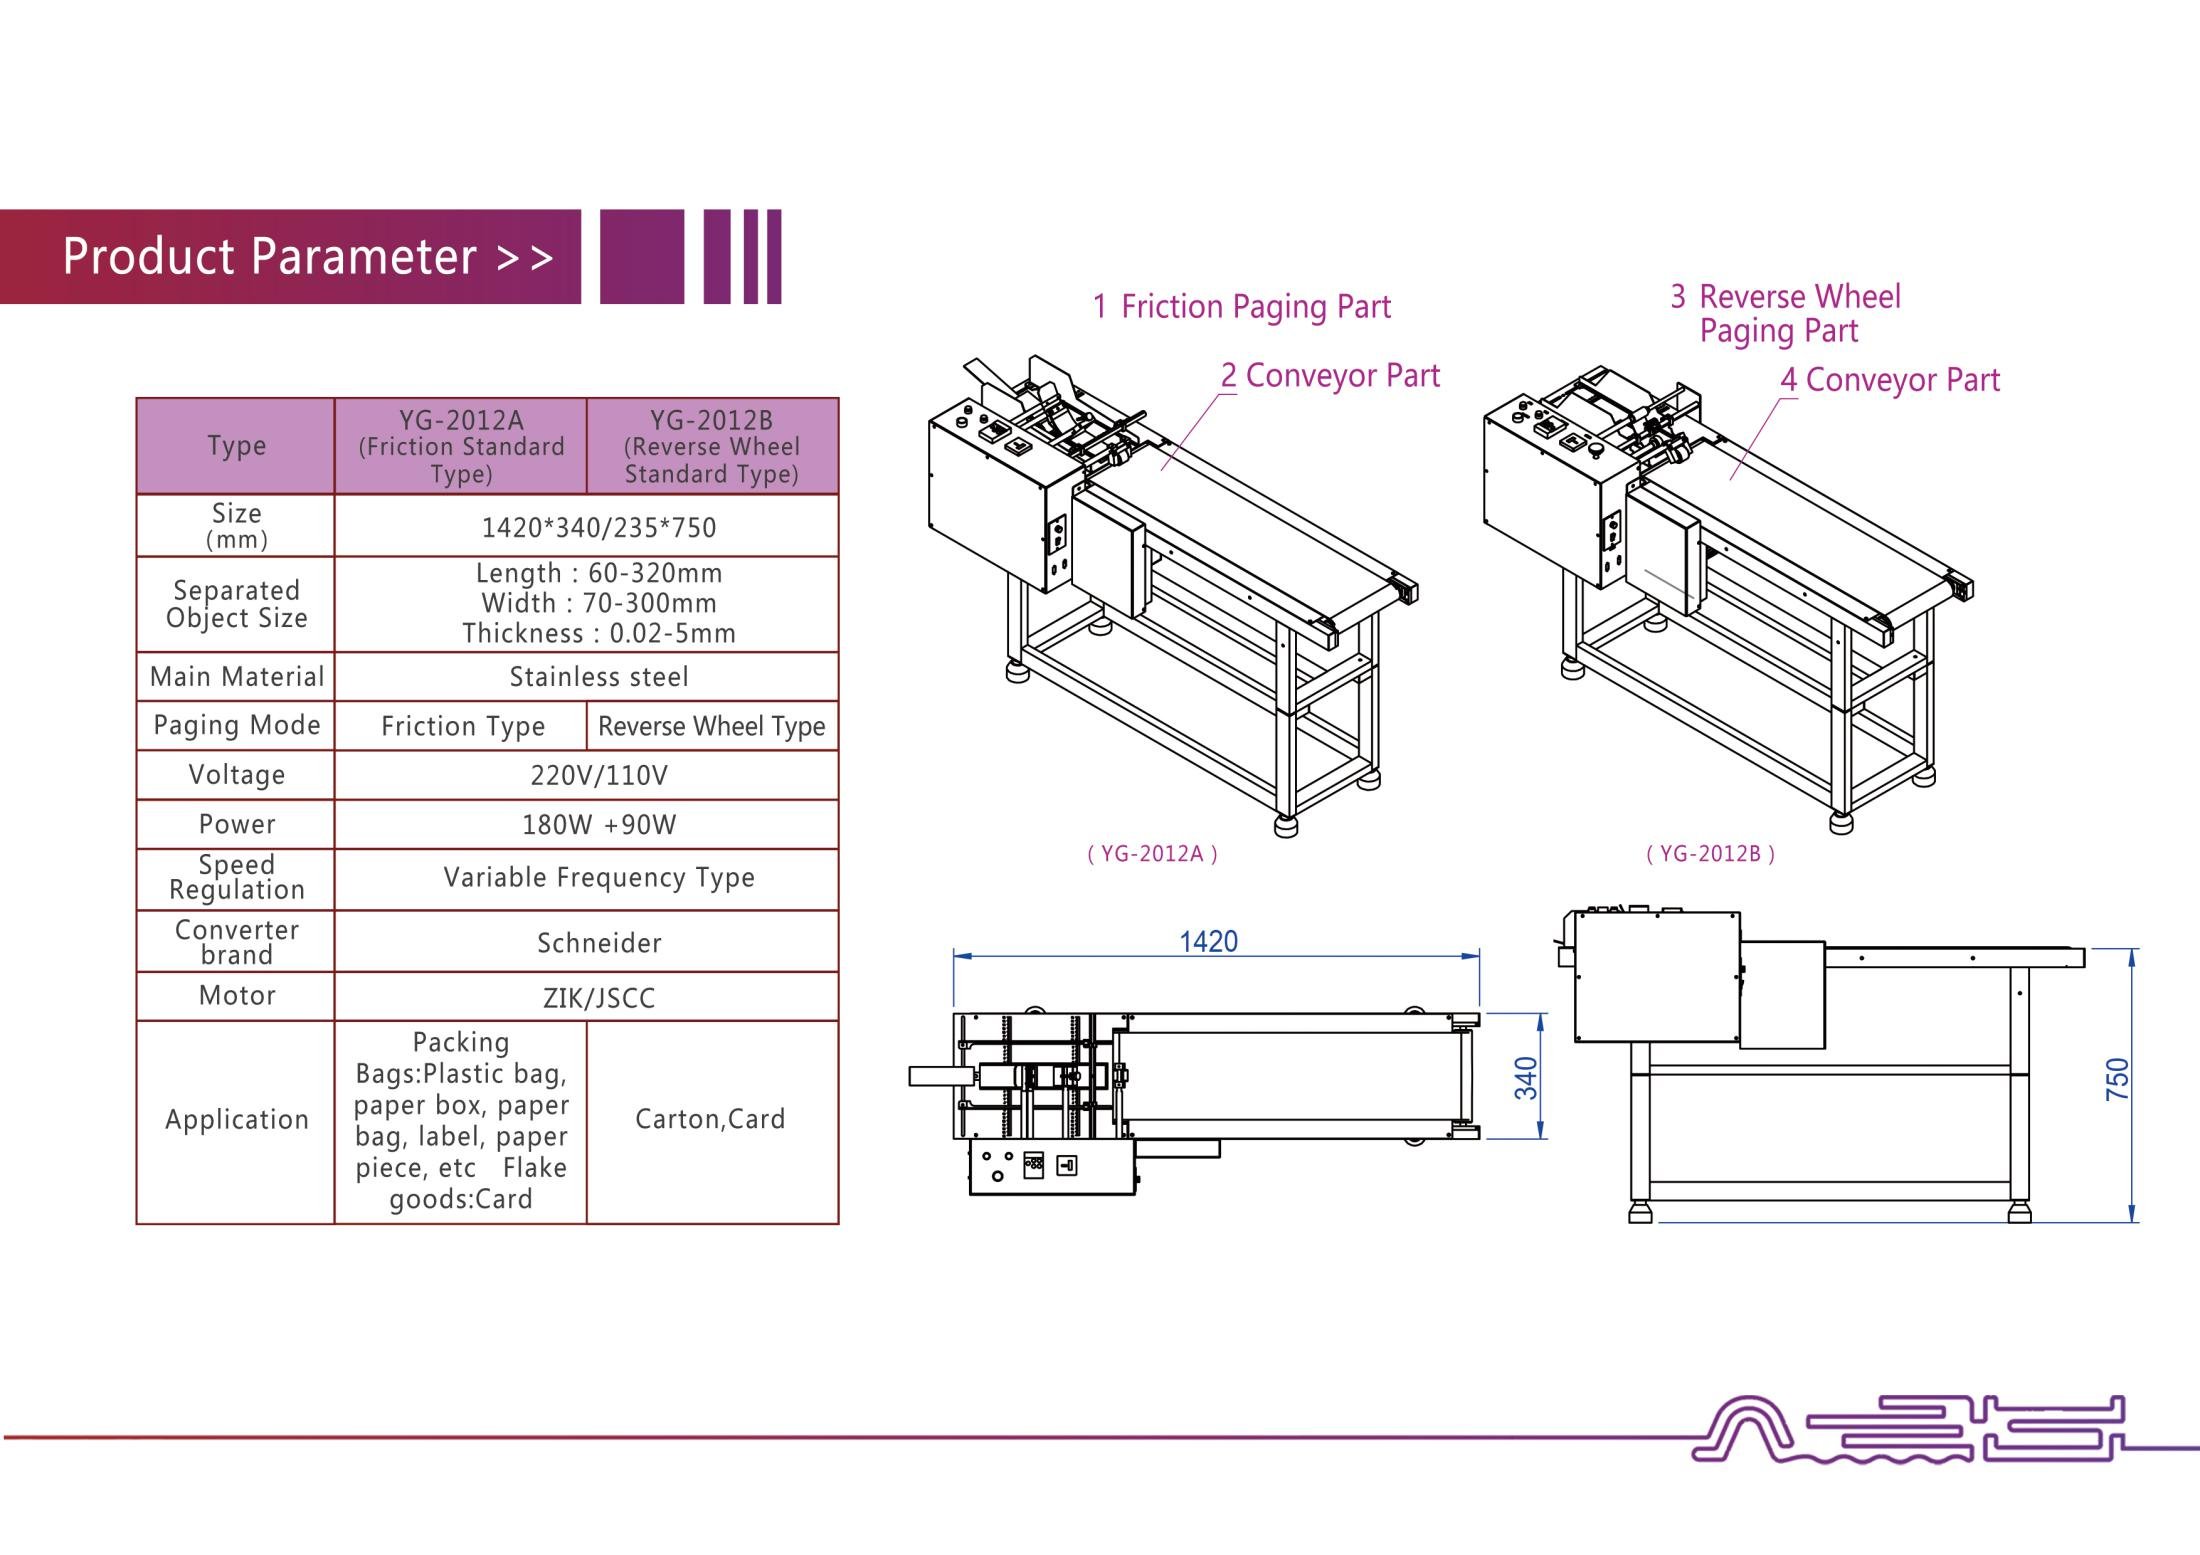 Product Parameter >>
Type
YG-2012A
(Friction Standard
Type)
YG-2012B
(Reverse Wheel
Standard Type)
Size
(mm)
1420*340/235*750
Separated
Object Size
Length : 60-320mm
Width : 70-300mm
Thickness : 0.02-5mm
Main Material
Stainless steel
Paging Mode
Friction Type
Reverse Wheel Type
Voltage
220V/110V
Power
180W +90W
Speed
Regulation
Variable Frequency Type
Converter
brand
Schneider
Motor
ZIK/JSCC
Application
Packing
Bags:Plastic bag,
paper box, paper
bag, label, paper
piece, etc Flake
goods:Card
Carton,Card
1 Friction Paging Part
2 Conveyor Part
(YG-2012A)
3 Reverse Wheel
Paging Part
4 Conveyor Part
(YG-2012B)
1420
340
750